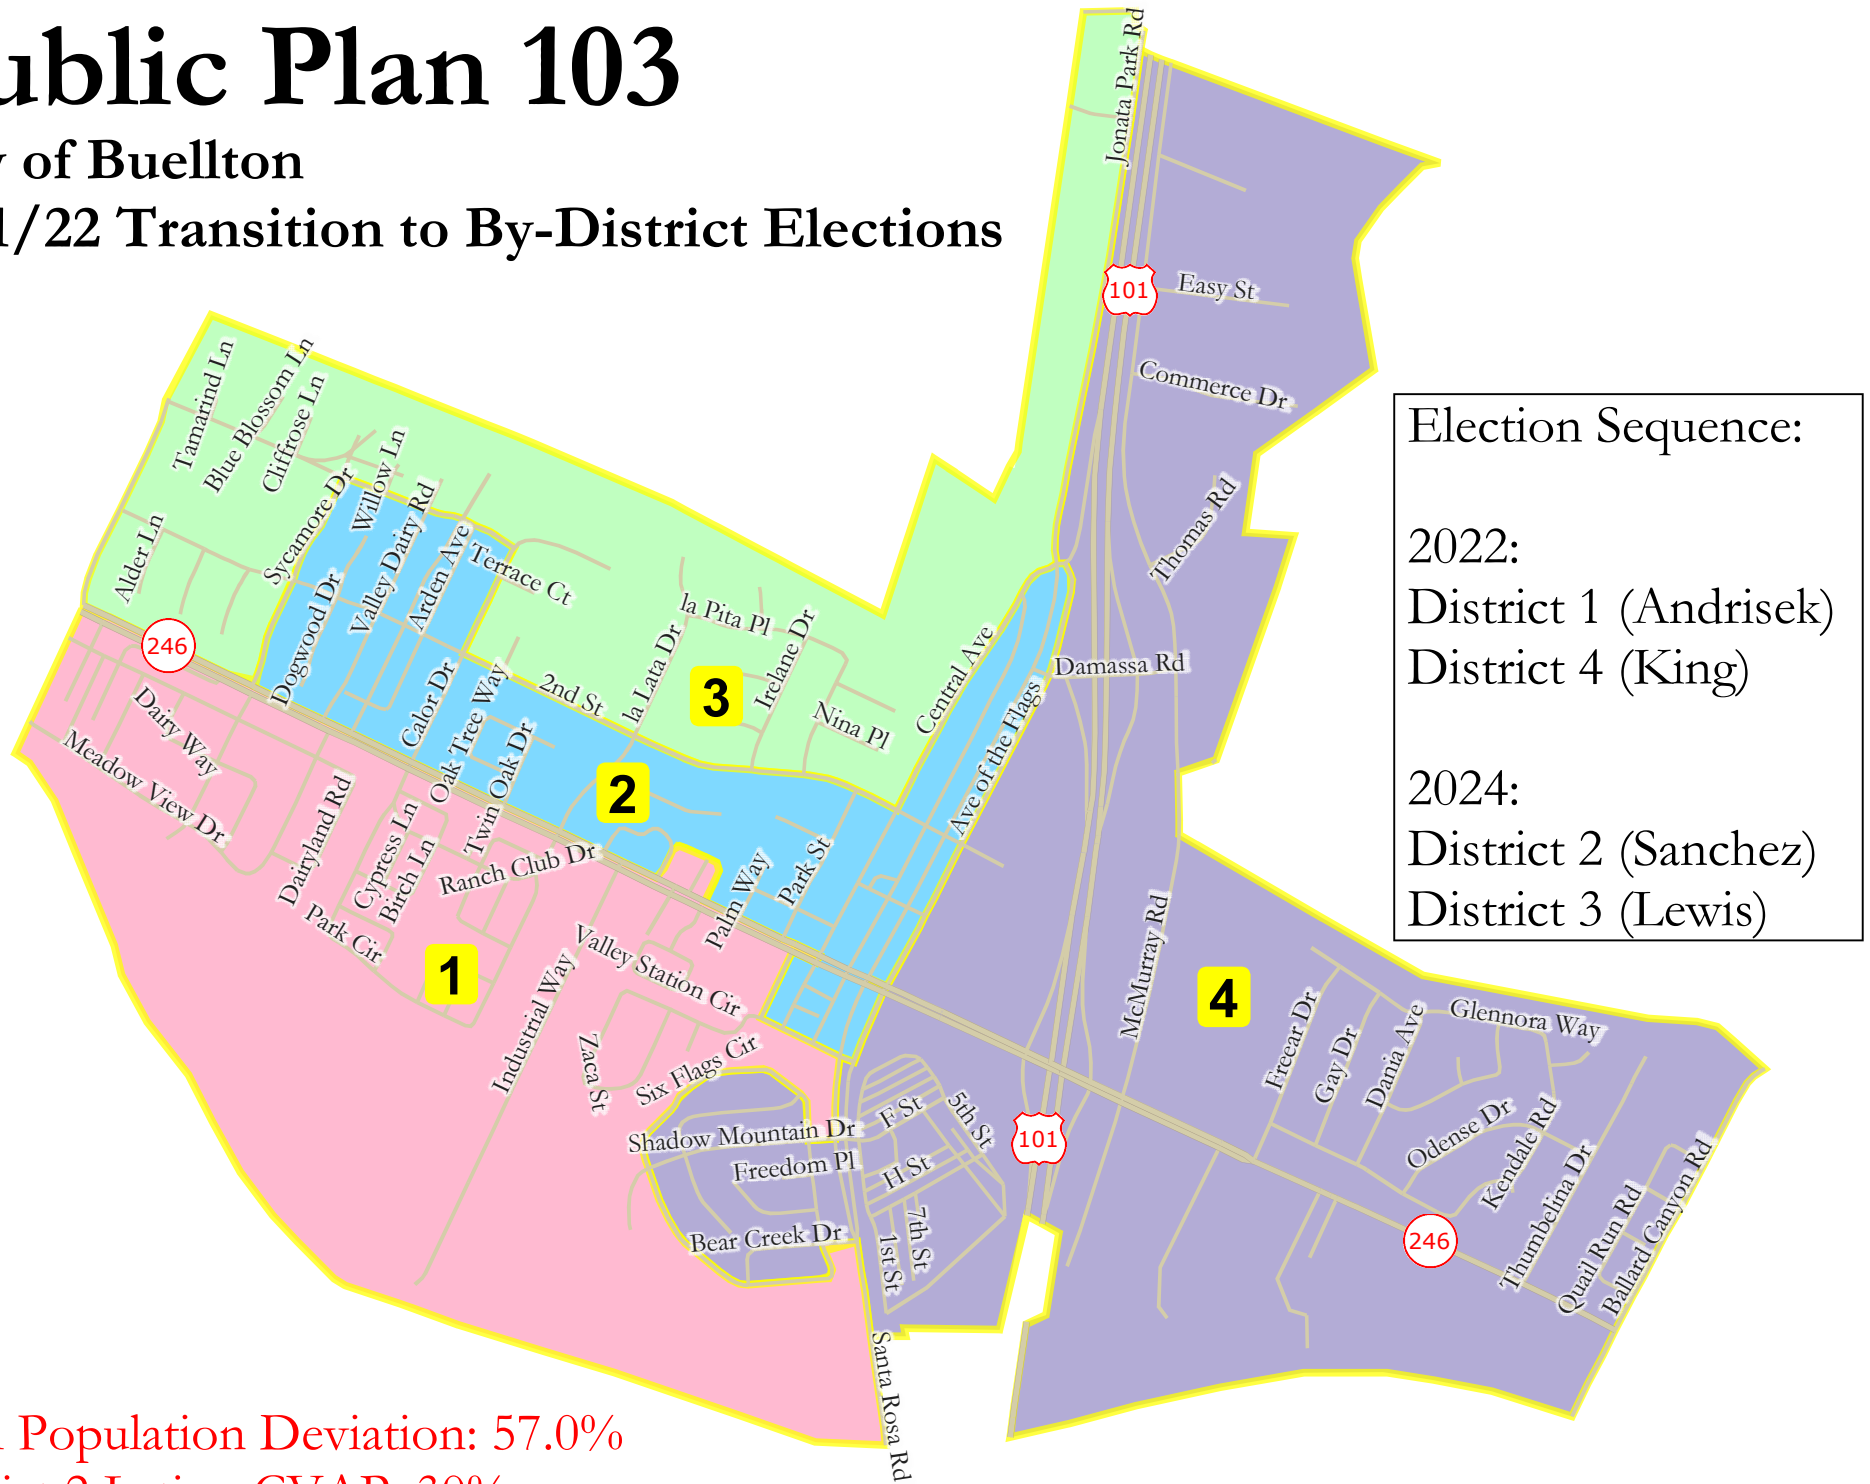 ublic Plan 103
y of Buellton
1/22 Transition to By-District Elections
Jonata Park Rd
101
Easy St
Commerce Dr
Thomas Rd
Tamarind Ln
Blue Blossom Ln
Cliffrose Ln
Willow Ln
Sycamore Dr
Valley Dairy Rd
Arden Ave
Terrace Ct
Alder Ln
Dogwood Dr
246
la Pita Pl
la Lata Dr
Irelane Dr
3
2nd St
Nina Pl
Central Ave
Damassa Rd
Ave of the Flags
Calor Dr
Oak Tree Way
Twin Oak Dr
2
Dairy Way
Meadow View Dr
Dairyland Rd
Cypress Ln
Birch Ln
Ranch Club Dr
Park Cir
1
Palm Way
Park St
Valley Station Cir
Industrial Way
Zaca St
Six Flags Cir
McMurray Rd
4
Freear Dr
Gay Dr
Dania Ave
Glennora Way
Shadow Mountain Dr
Freedom Pl
Bear Creek Dr
F St
5th St
H St
7th St
1st St
101
Odense Dr
Kendale Rd
Thumbelina Dr
Quail Run Rd
Ballard Canyon Rd
246
Santa Rosa Rd
Election Sequence:
2022:
District 1 (Andrisek)
District 4 (King)
2024:
District 2 (Sanchez)
District 3 (Lewis)
Population Deviation: 57.0%